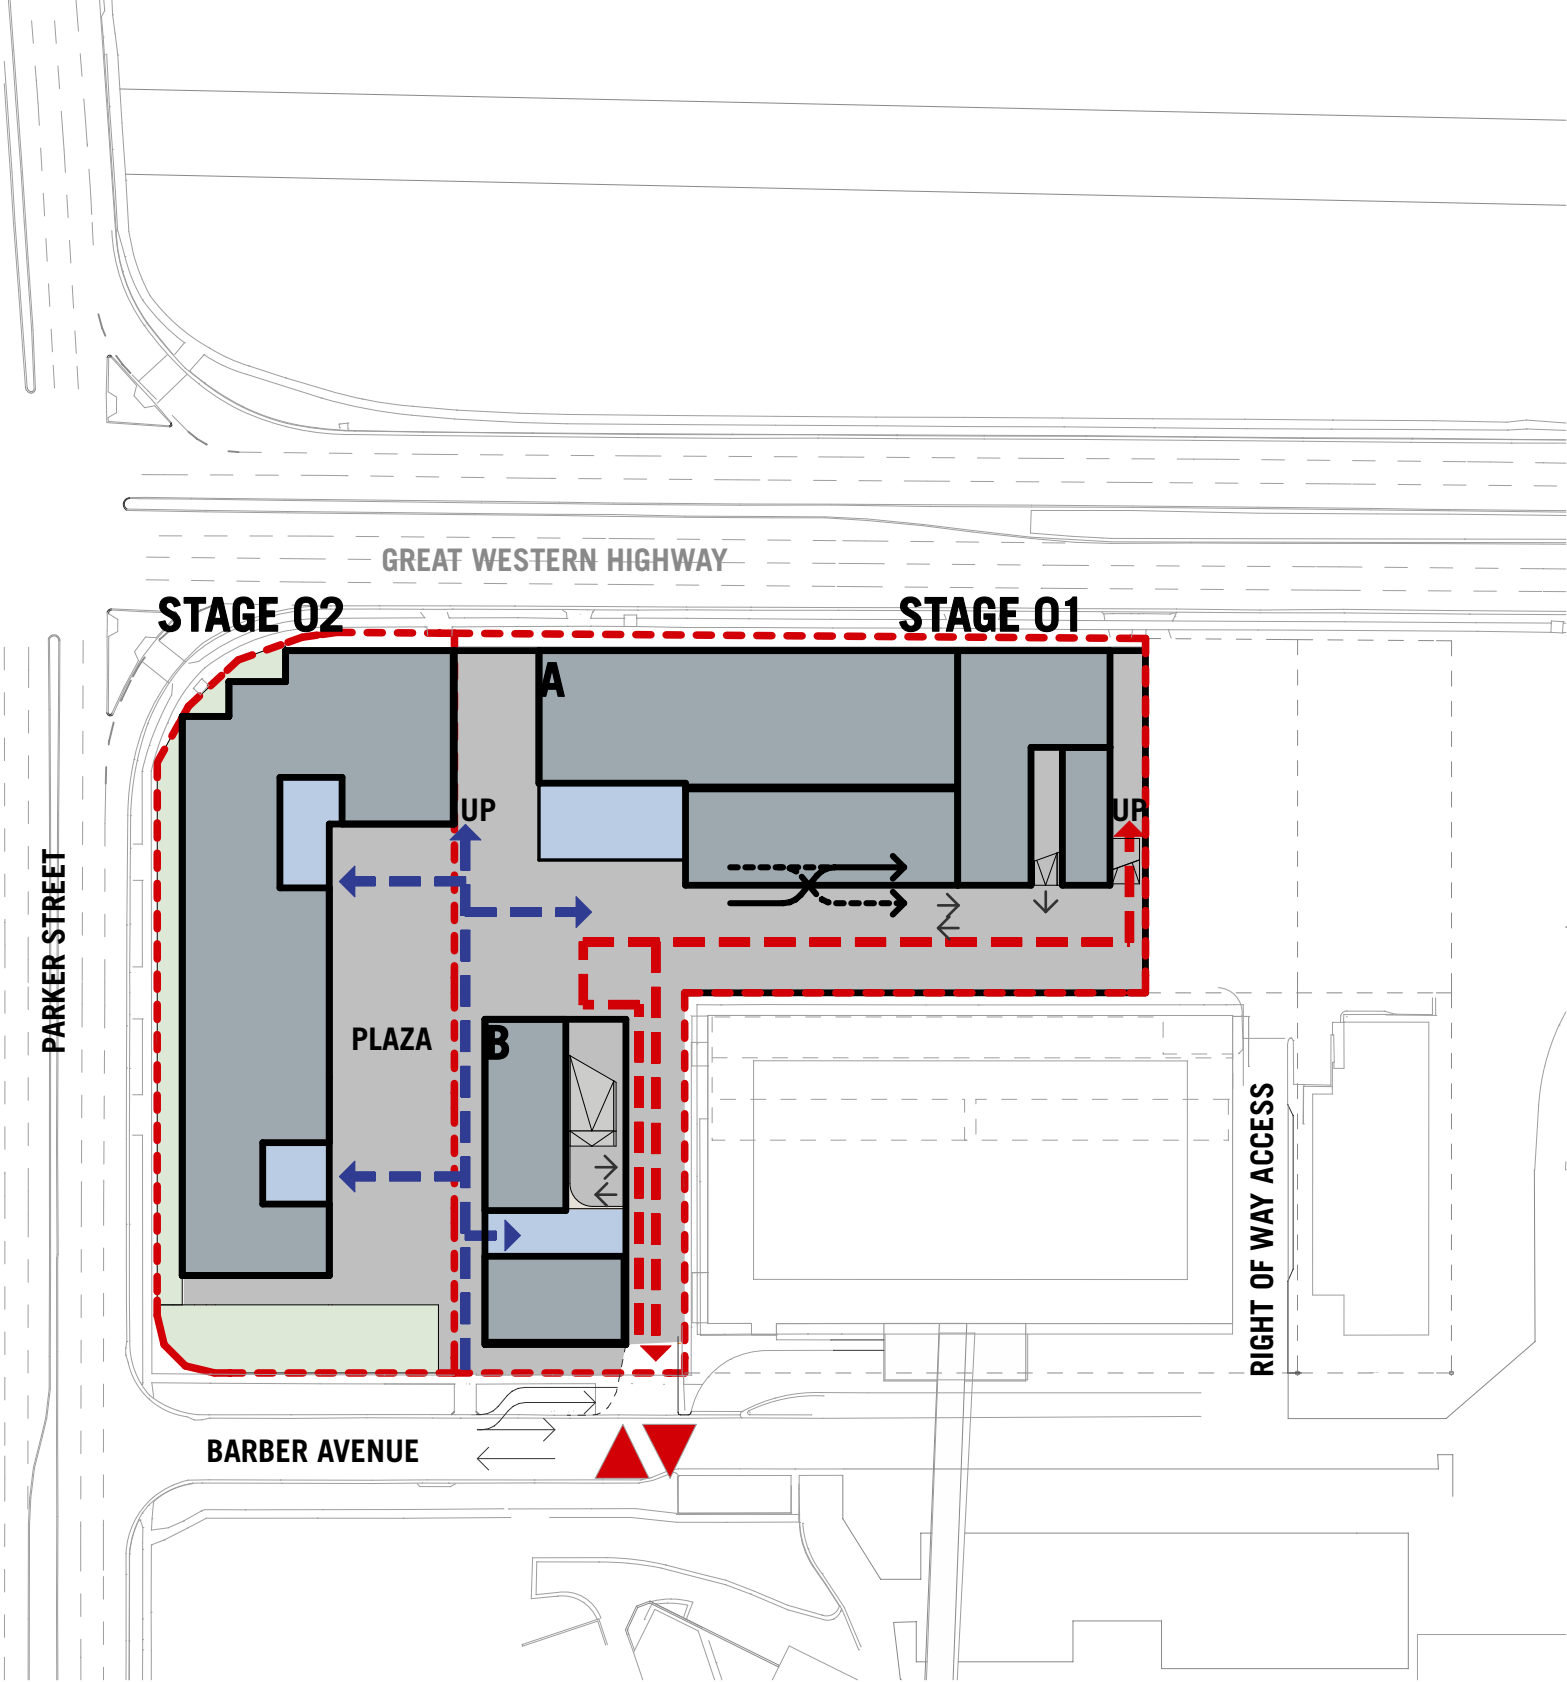 GREAT WESTERN HIGHWAY
STAGE 02
STAGE 01
A
UP
UP
PARKER STREET
PLAZA
B
RIGHT OF WAY ACCESS
BARBER AVENUE